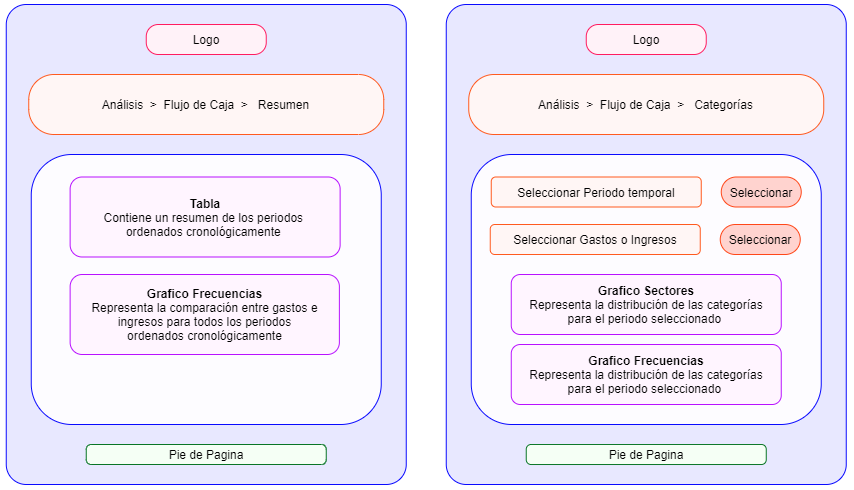 Logo
Análisis > Flujo de Caja > Resumen
Tabla
Contiene un resumen de los periodos
ordenados cronológicamente
Grafico Frecuencias
Representa la comparación entre gastos e
ingresos para todos los periodos
ordenados cronológicamente
Pie de Pagina
Logo
Análisis > Flujo de Caja > Categorías
Seleccionar Periodo temporal
Seleccionar
Seleccionar Gastos o Ingresos
Seleccionar
Grafico Sectores
Representa la distribución de las categorías
para el periodo seleccionado
Grafico Frecuencias
Representa la distribución de las categorías
para el periodo seleccionado
Pie de Pagina